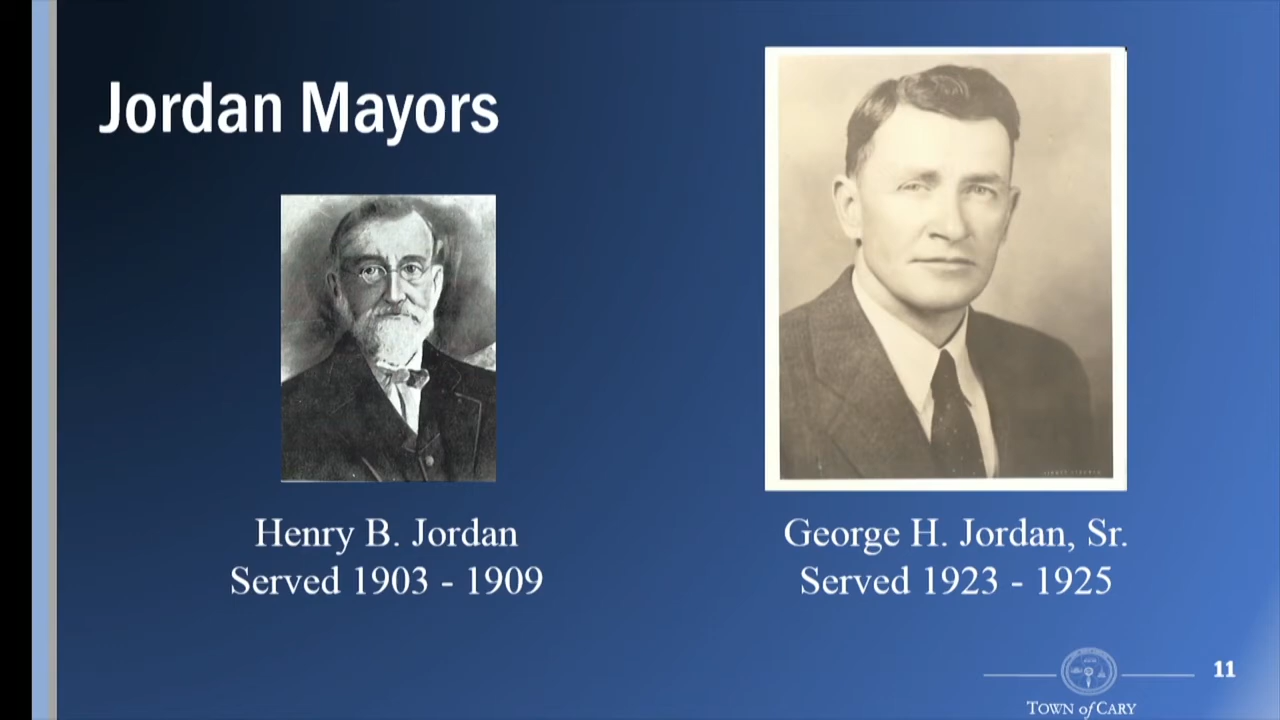 Jordan Mayors
Henry B. Jordan
Served 1903 - 1909
George H. Jordan, Sr.
Served 1923 - 1925
11
TOWN of CARY